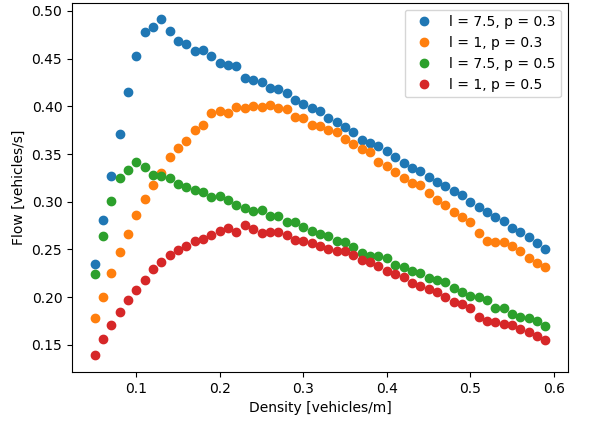 0.50
0.45
0.40
0.35
0.30
0.25
0.20
0.15
Flow [vehicles/s]
l = 7.5, p = 0.3
l = 1, p = 0.3
l = 7.5, p = 0.5
l = 1, p = 0.5
0.1 0.2 0.3 0.4 0.5 0.6
Density [vehicles/m]